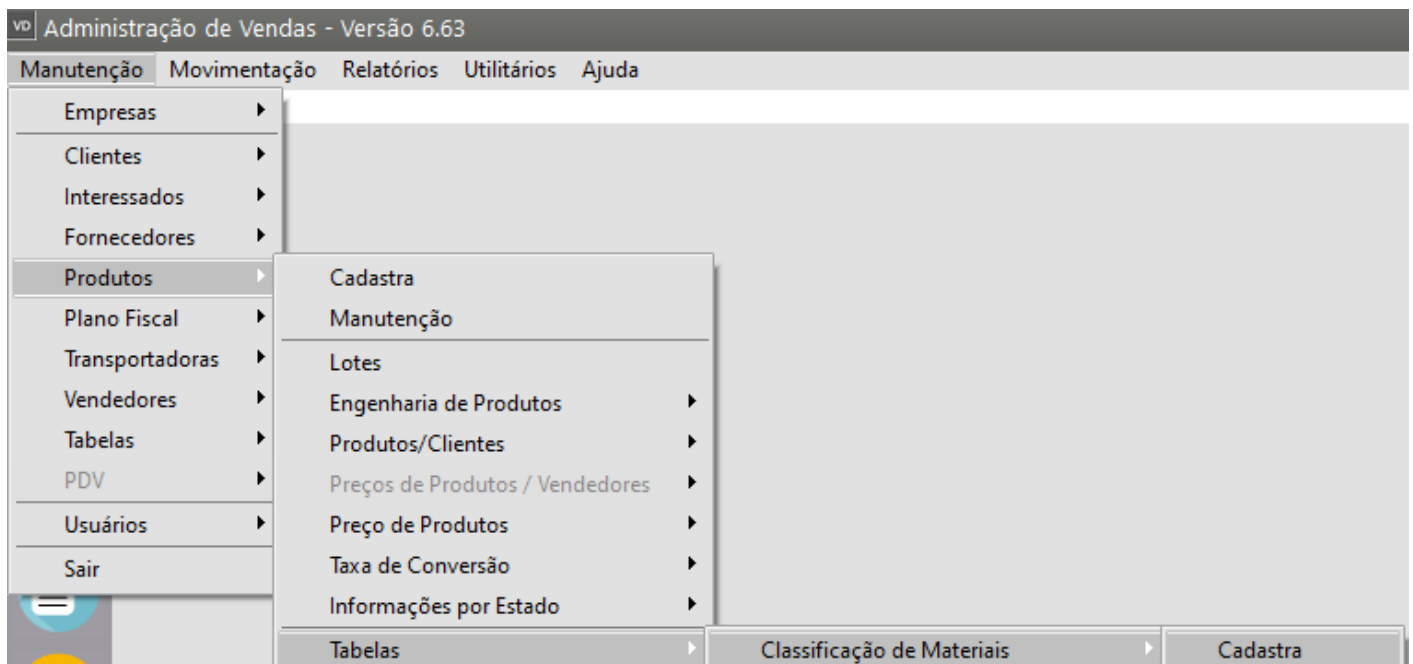 VD Administração de Vendas - Versão 6.63
Manutenção Movimentação Relatórios Utilitários Ajuda
Empresas
Clientes
Interessados
Fornecedores
Produtos
Plano Fiscal
Transportadoras
Vendedores
Tabelas
PDV
Usuários
Sair
Cadastra
Manutenção
Lotes
Engenharia de Produtos
Produtos/Clientes
Preços de Produtos / Vendedores
Preço de Produtos
Taxa de Conversão
Informações por Estado
Tabelas
Classificação de Materiais
Cadastra